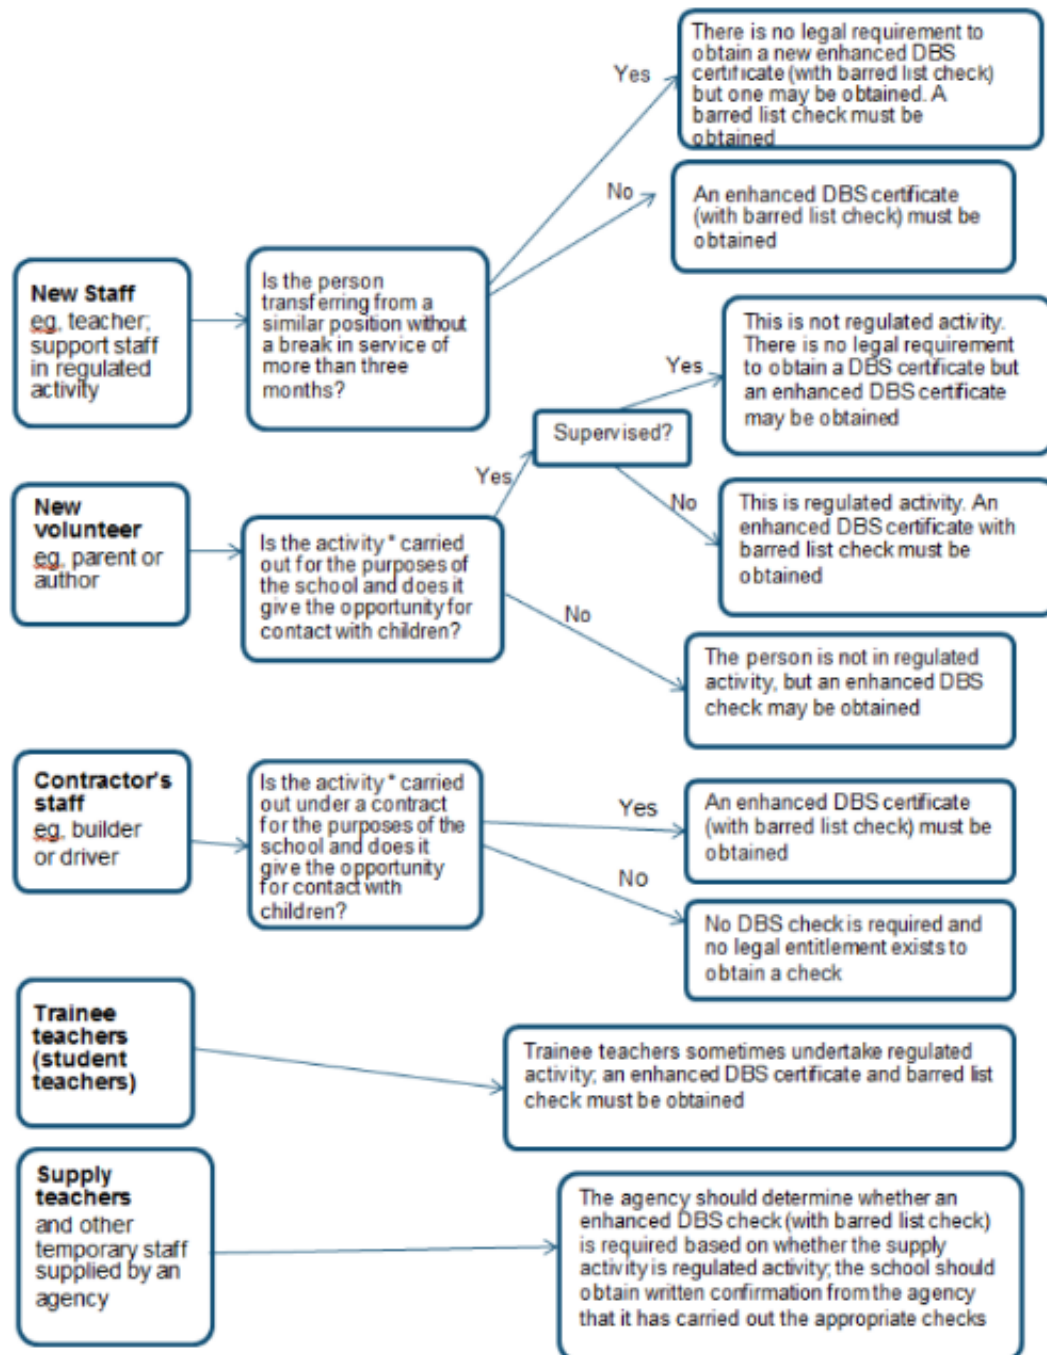 There is no legal requirement to
obtain a new enhanced DBS
certificate (with barred list check)
but one may be obtained. A
barred list check must be
obtained
Yes
No
An enhanced DBS certificate
(with barred list check) must be
obtained
New Staff
eg, teacher;
support staff
in regulated
activity
Is the person
transferring from a
similar position without
a break in service of
more than three
months?
This is not regulated activity.
There is no legal requirement
to obtain a DBS certificate but
an enhanced DBS certificate
may be obtained
Yes
Supervised?
Yes
No
This is regulated activity. An
enhanced DBS certificate with
barred list check must be
obtained
New
volunteer
eg, parent or
author
Is the activity * carried
out for the purposes of
the school and does it
give the opportunity for
contact with children?
No
The person is not in regulated
activity, but an enhanced DBS
check may be obtained
Contractor's
staff
eg, builder
or driver
Is the activity * carried
out under a contract
for the purposes of the
school and does it
give the opportunity
for contact with
children?
Yes
An enhanced DBS certificate
(with barred list check) must be
obtained
No
No DBS check is required and
no legal entitlement exists to
obtain a check
Trainee
teachers
(student
teachers)
Trainee teachers sometimes undertake regulated
activity; an enhanced DBS certificate and barred list
check must be obtained
Supply
teachers
and other
temporary staff
supplied by an
agency
The agency should determine whether an
enhanced DBS check (with barred list check)
is required based on whether the supply
activity is regulated activity; the school should
obtain written confirmation from the agency
that it has carried out the appropriate checks